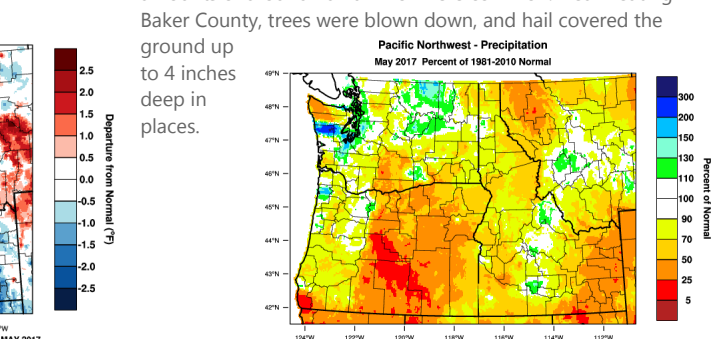 Baker County, trees were blown down, and hail covered the
ground up
to 4 inches
deep in
places.
2.5
2.0
1.5
1.0
0.5
0.0
-0.5
-1.0
-1.5
-2.0
-2.5
Departure from Normal (°F)
MAY 2017
Pacific Northwest - Precipitation
May 2017 Percent of 1981-2010 Normal
49°N
48°N
47°N
46°N
45°N
44°N
43°N
42°N
124°W 122°W 120°W 118°W 116°W 114°W 112°W
300
200
150
130
110
100
90
70
50
25
5
Percent of Normal